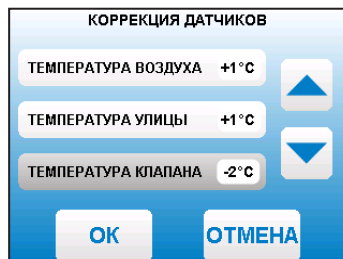 КОРРЕКЦИЯ ДАТЧИКОВ
ТЕМПЕРАТУРА ВОЗДУХА +1°C
ТЕМПЕРАТУРА УЛИЦЫ +1°C
ТЕМПЕРАТУРА КЛАПАНА -2°C
ОК ОТМЕНА